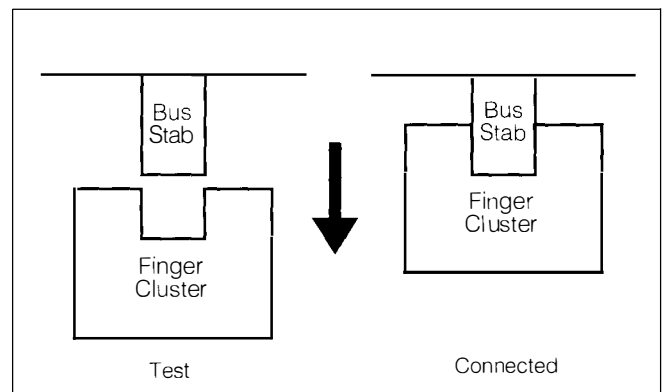 Bus
Stab
Finger
Cluster
Test
Bus
Stab
Finger
Cluster
Connected